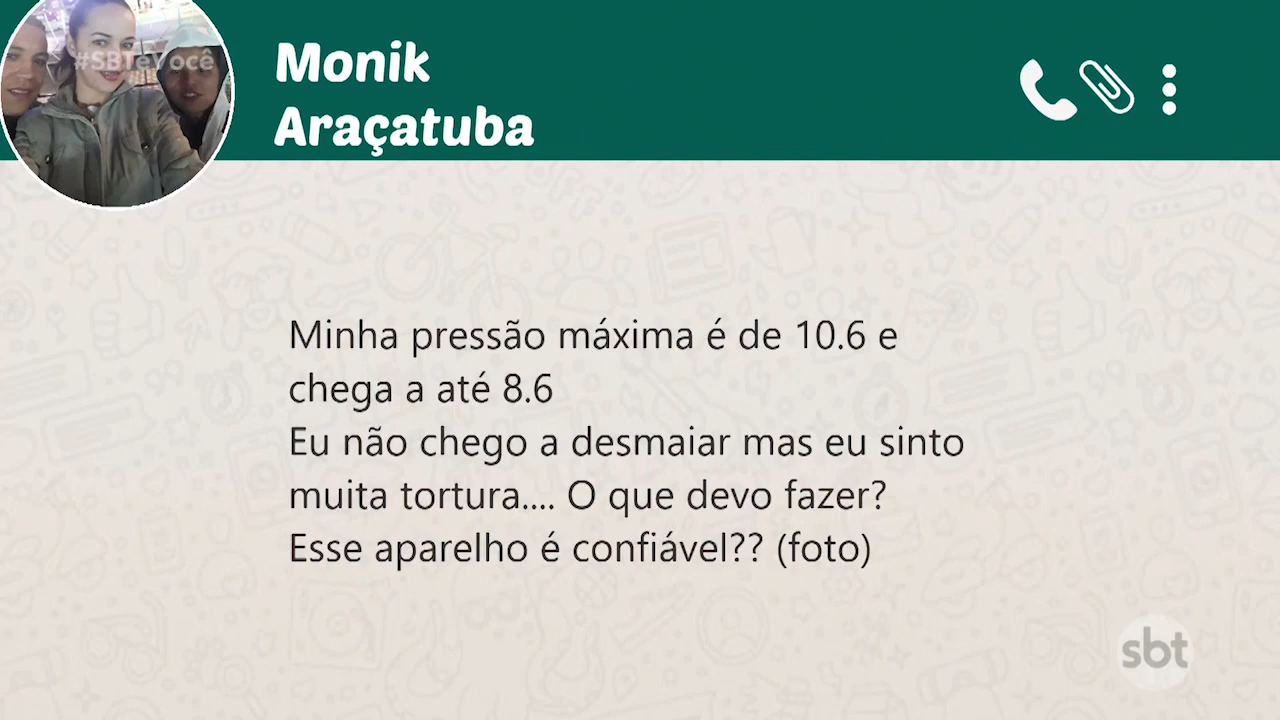 #SBTeVocê
Monik
Araçatuba
Minha pressão máxima é de 10.6 e
chega a até 8.6
Eu não chego a desmaiar mas eu sinto
muita tortura.... O que devo fazer?
Esse aparelho é confiável?? (foto)
sbt